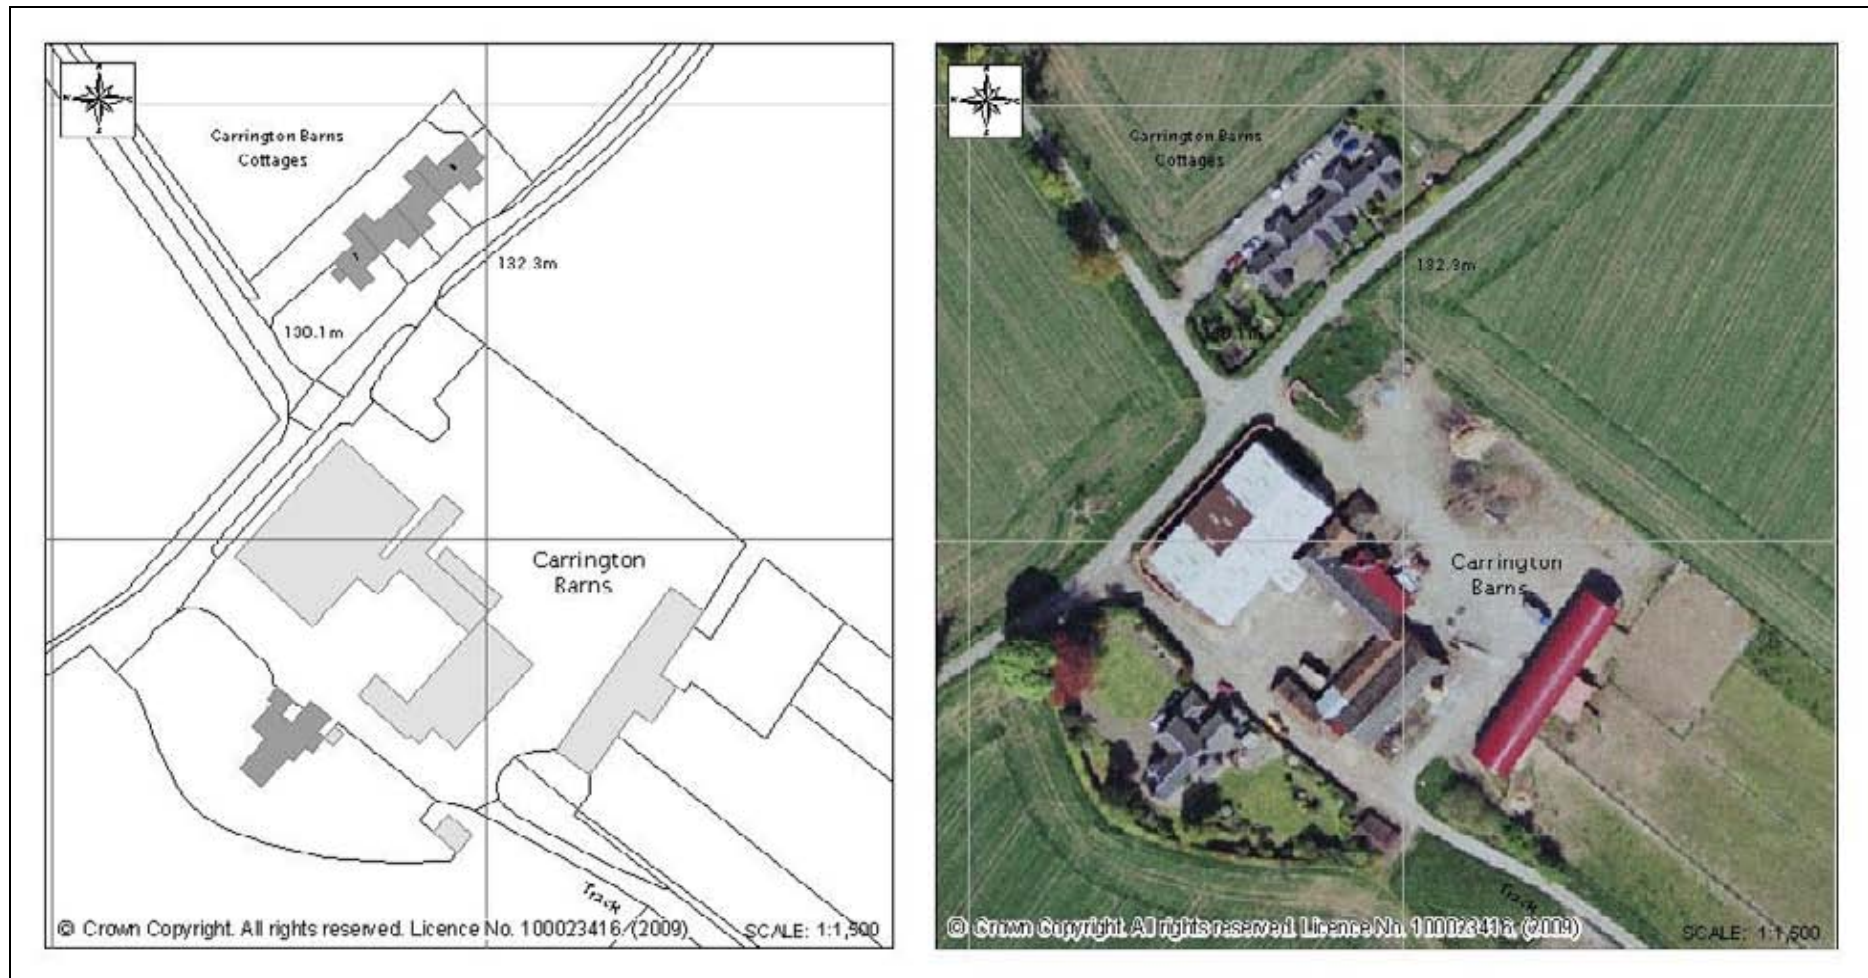 Carrington Barns
Cottages
132.3m
130.1m
Carrington
Barns
Track
© Crown Copyright. All rights reserved. Licence No. 100023416. (2009)
SCALE: 1:1,500
Carrington Barns
Cottages
132.3m
Carrington
Barns
Track
© Crown Copyright. All rights reserved. Licence No. 100023416. (2009)
SCALE: 1:1,500